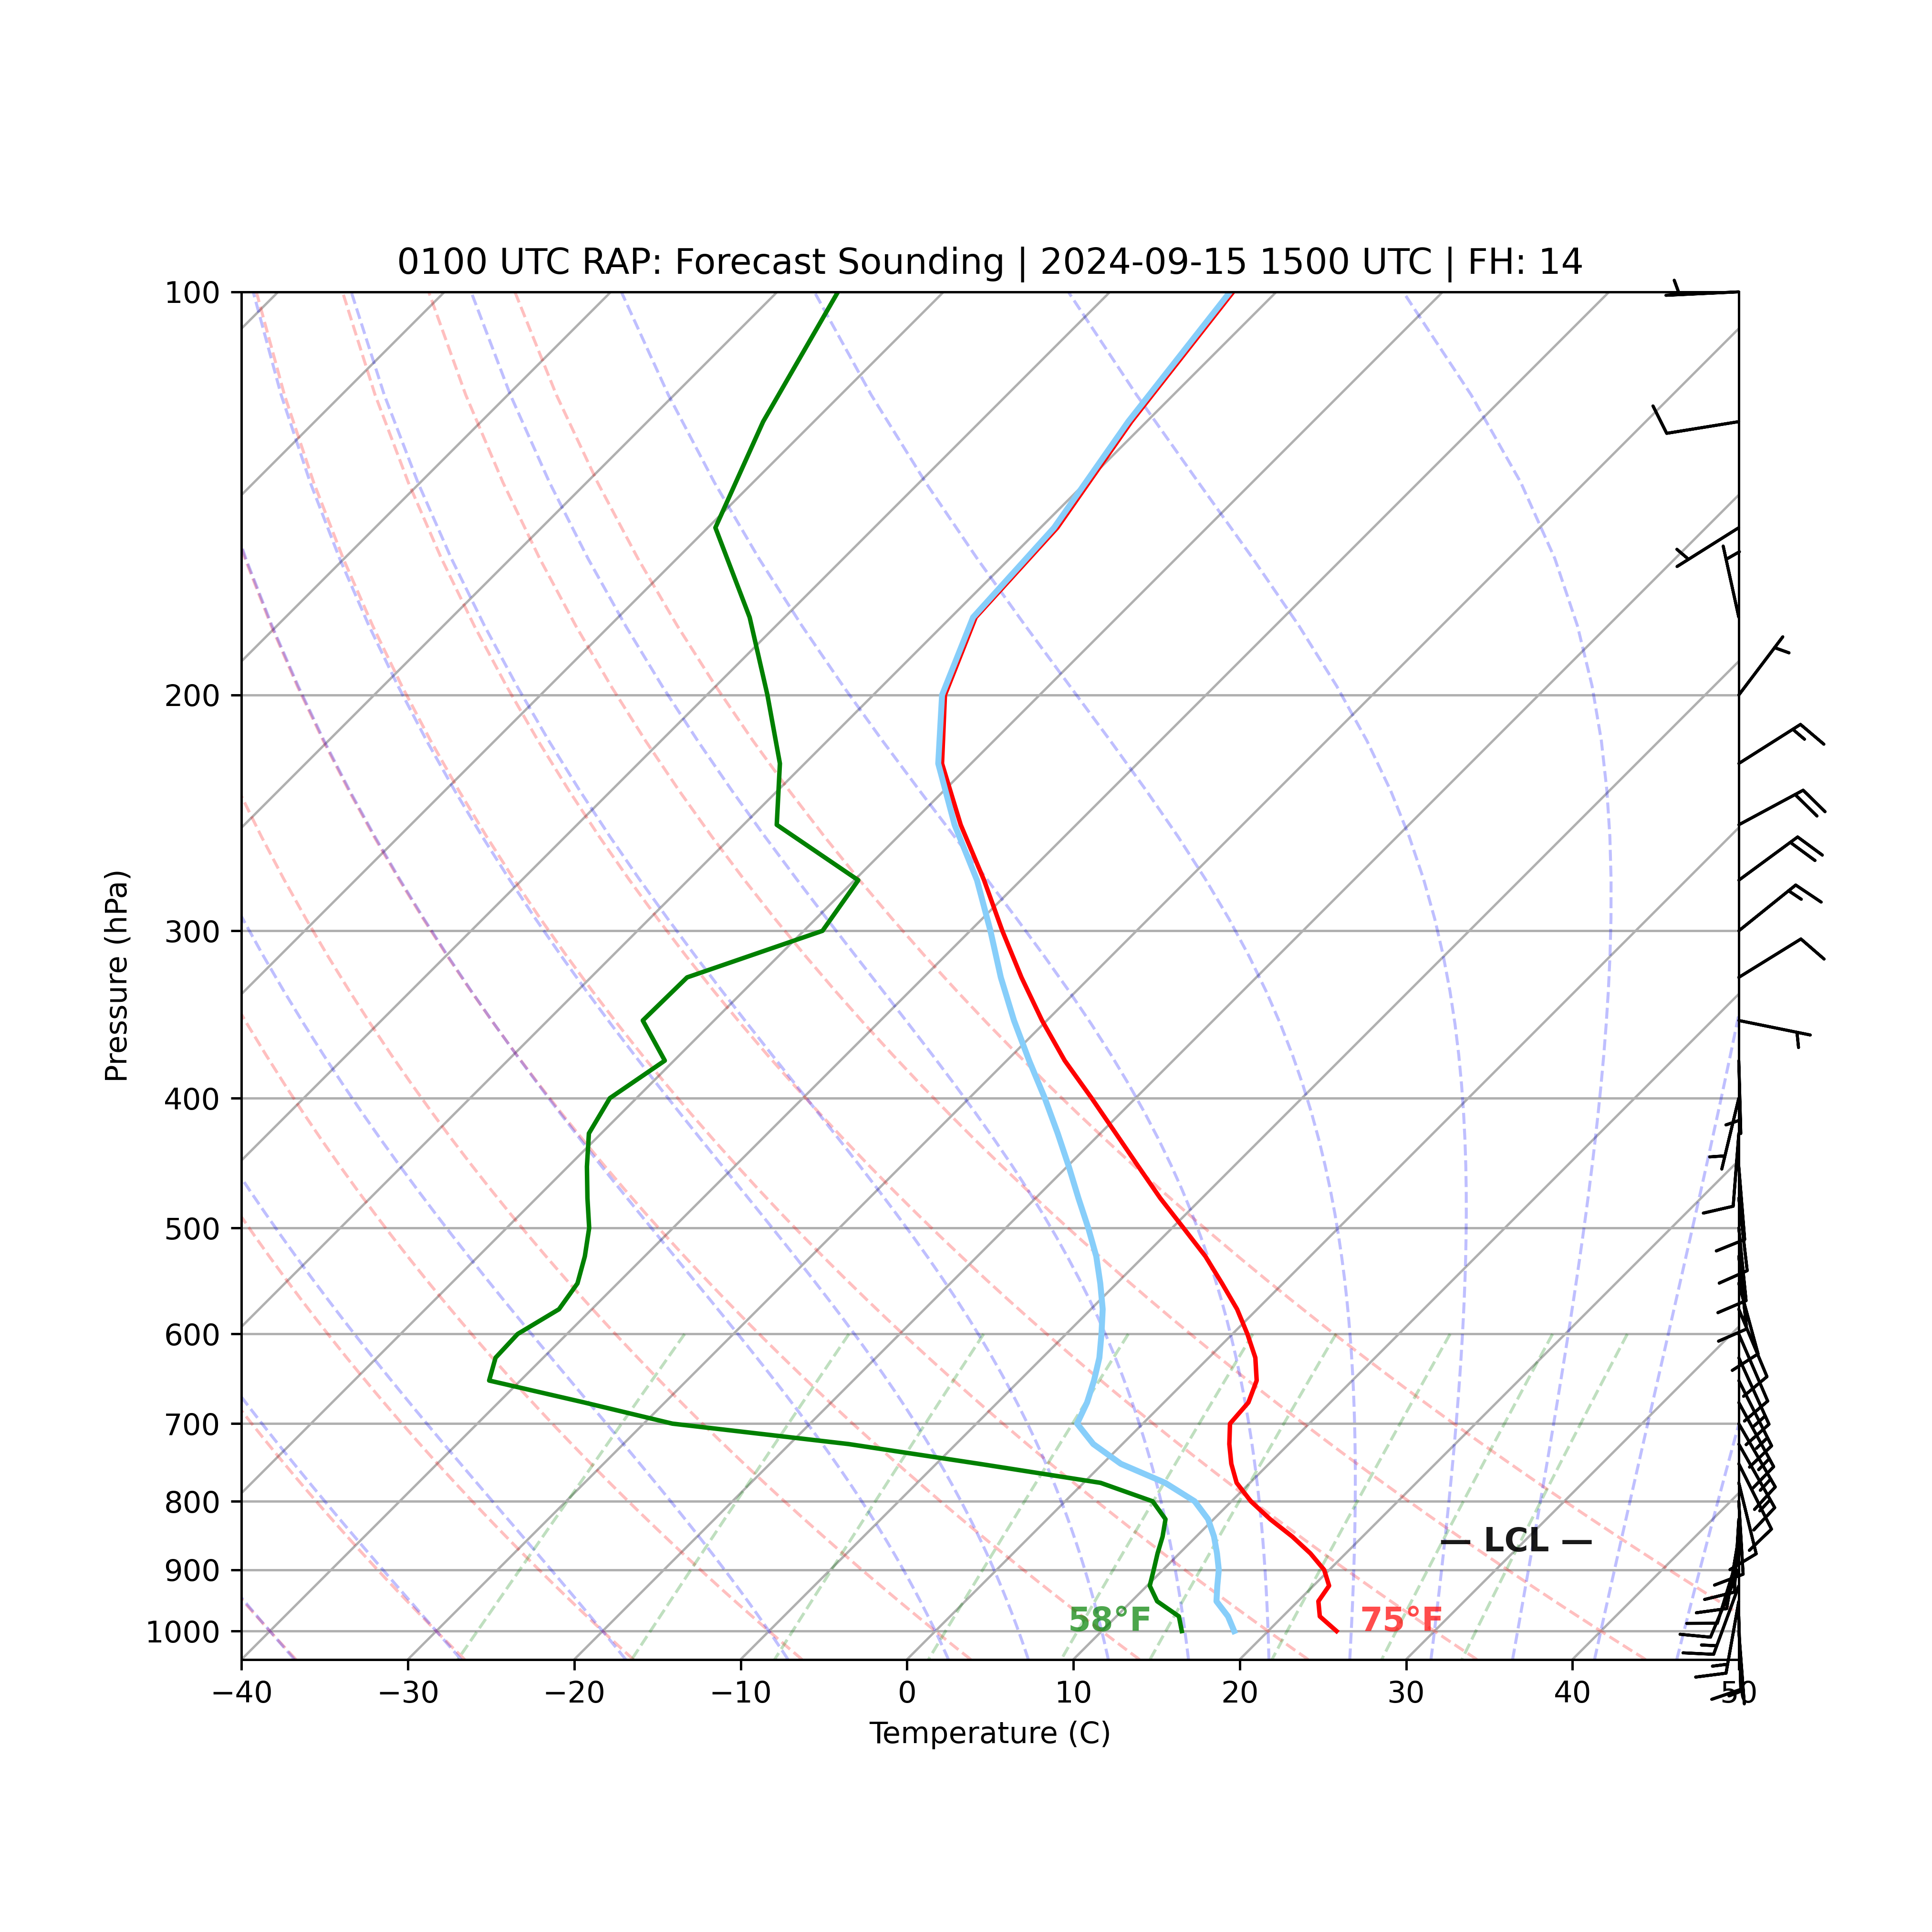 0100 UTC RAP: Forecast Sounding | 2024-09-15 1500 UTC | FH: 14
100
200
300
400
500
600
700
800
900
1000
Pressure (hPa)
— LCL —
58°F
75°F
−40 −30 −20 −10 0 10 20 30 40 50
Temperature (C)